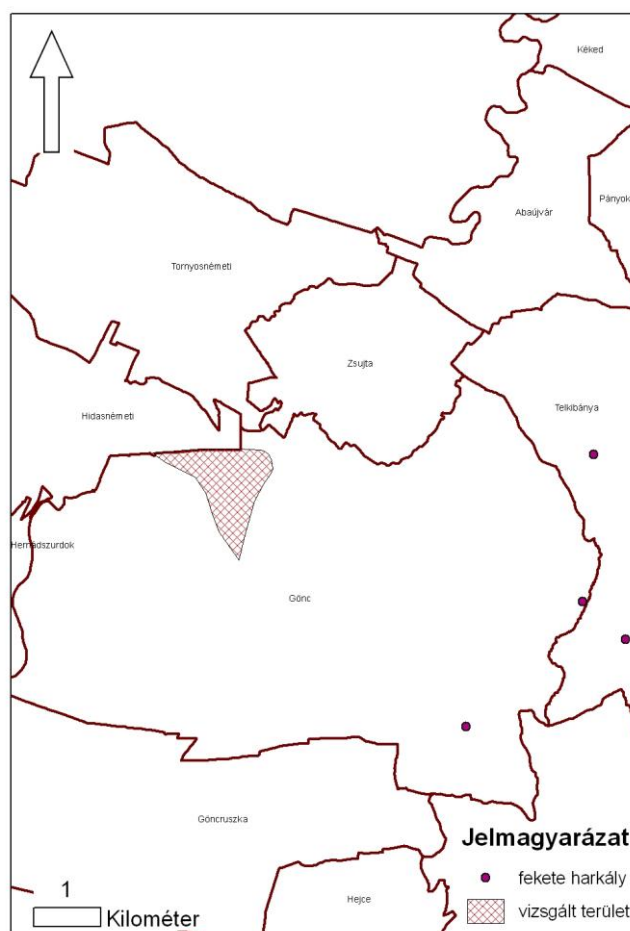 Kéked
Pányok
Abaújvár
Tornyosnémeti
Zsujta
Telkibánya
Hidasnémeti
Hernádszurdok
Gönc
Göncruszka
Hejce
Jelmagyarázat
fekete harkály
vizsgált terület
1
Kilométer